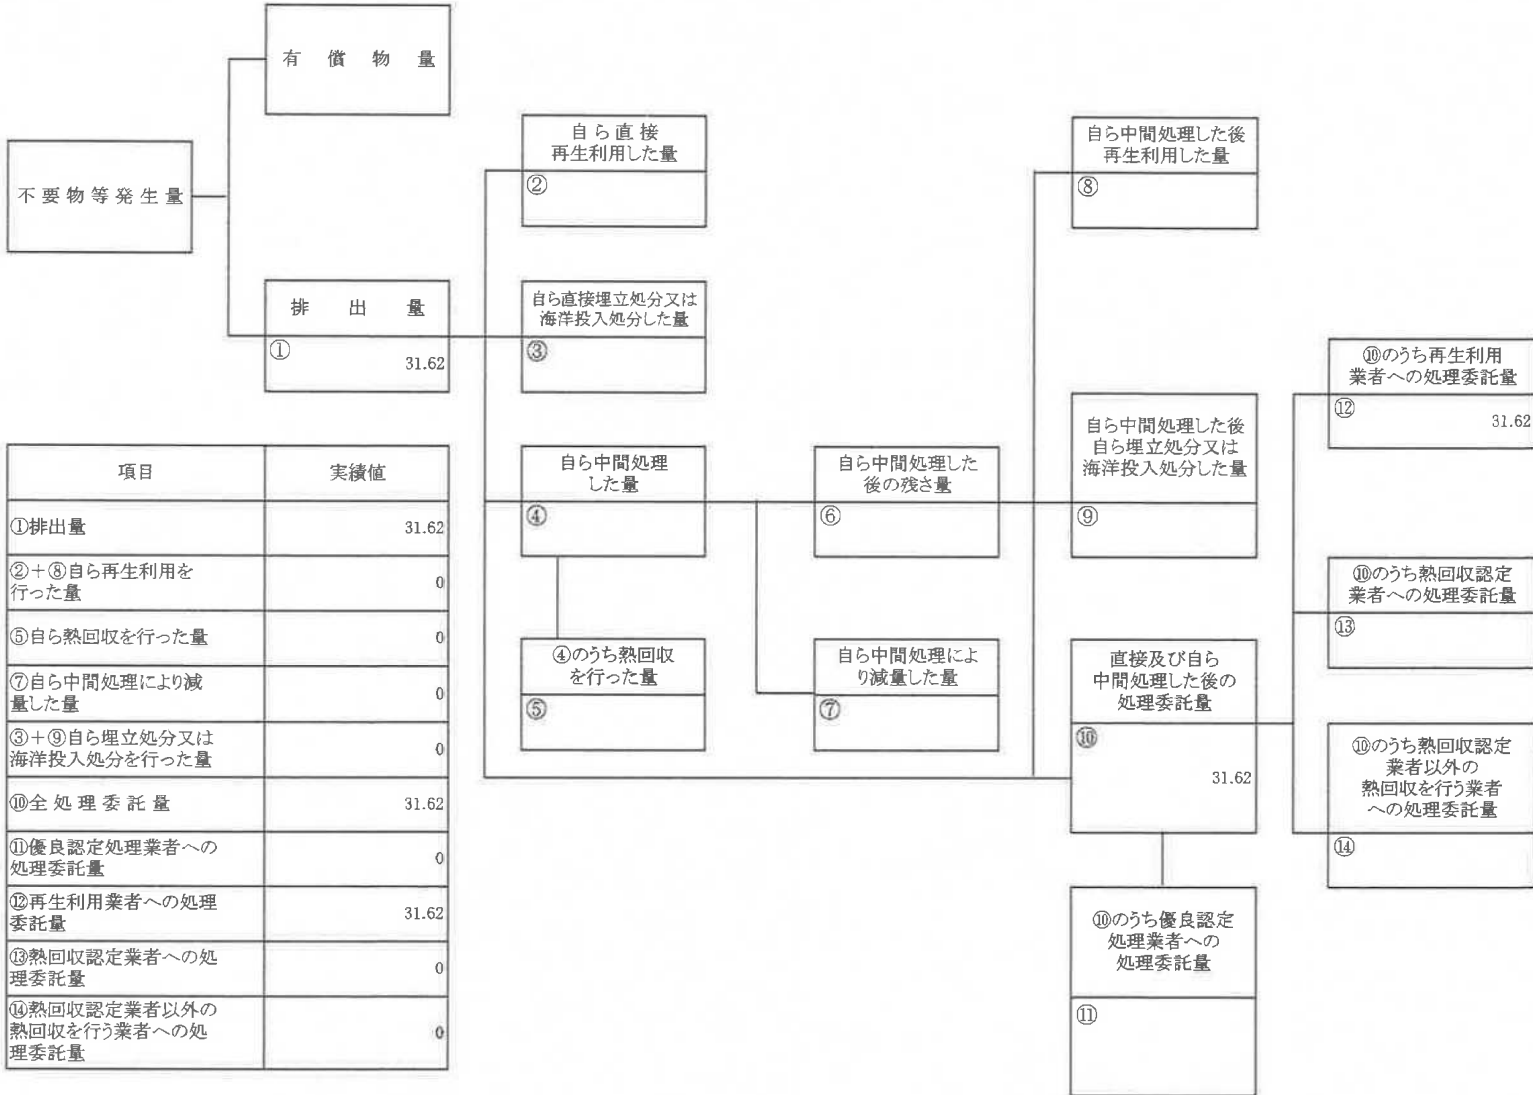 有償物量
不要物等発生量
排出量
①
31.62
自ら直接
再生利用した量
②
自ら直接埋立処分又は
海洋投入処分した量
③
自ら中間処理
した量
④
④のうち熱回収
を行った量
⑤
自ら中間処理した
後の残さ量
⑥
自ら中間処理によ
り減量した量
⑦
自ら中間処理した後
再生利用した量
⑧
自ら中間処理した後
自ら埋立処分又は
海洋投入処分した量
⑨
直接及び自ら
中間処理した後の
処理委託量
⑩
31.62
⑩のうち優良認定
処理業者への
処理委託量
⑪
⑩のうち再生利用
業者への処理委託量
⑫
31.62
⑩のうち熱回収認定
業者への処理委託量
⑬
⑩のうち熱回収認定
業者以外の
熱回収を行う業者
への処理委託量
⑭
項目 実績値
①排出量 31.62
②+⑧自ら再生利用を
行った量 0
⑤自ら熱回収を行った量 0
⑦自ら中間処理により減
量した量 0
③+⑨自ら埋立処分又は
海洋投入処分を行った量 0
⑩全処理委託量 31.62
⑪優良認定処理業者への
処理委託量 0
⑫再生利用業者への処理
委託量 31.62
⑬熱回収認定業者への処
理委託量 0
⑭熱回収認定業者以外の
熱回収を行う業者への処
理委託量 0